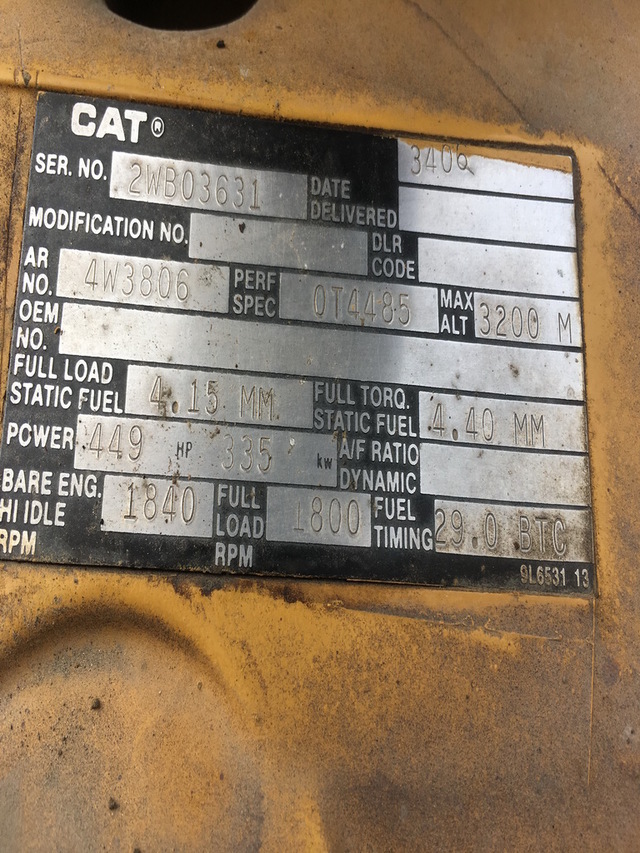 CAT®
3406
SER. NO. 2WB03631 DATE DELIVERED
MODIFICATION NO. DLR CODE
AR NO. 4W3806 PERF SPEC 0T4485 MAX ALT 3200 M
OEM NO.
FULL LOAD STATIC FUEL 4.15 MM FULL TORQ. STATIC FUEL 4.40 MM
POWER 449 HP 335 kw A/F RATIO DYNAMIC
BARE ENG. HI IDLE RPM 1840 FULL LOAD RPM 1800 FUEL TIMING 29.0 BTC
9L6531 13